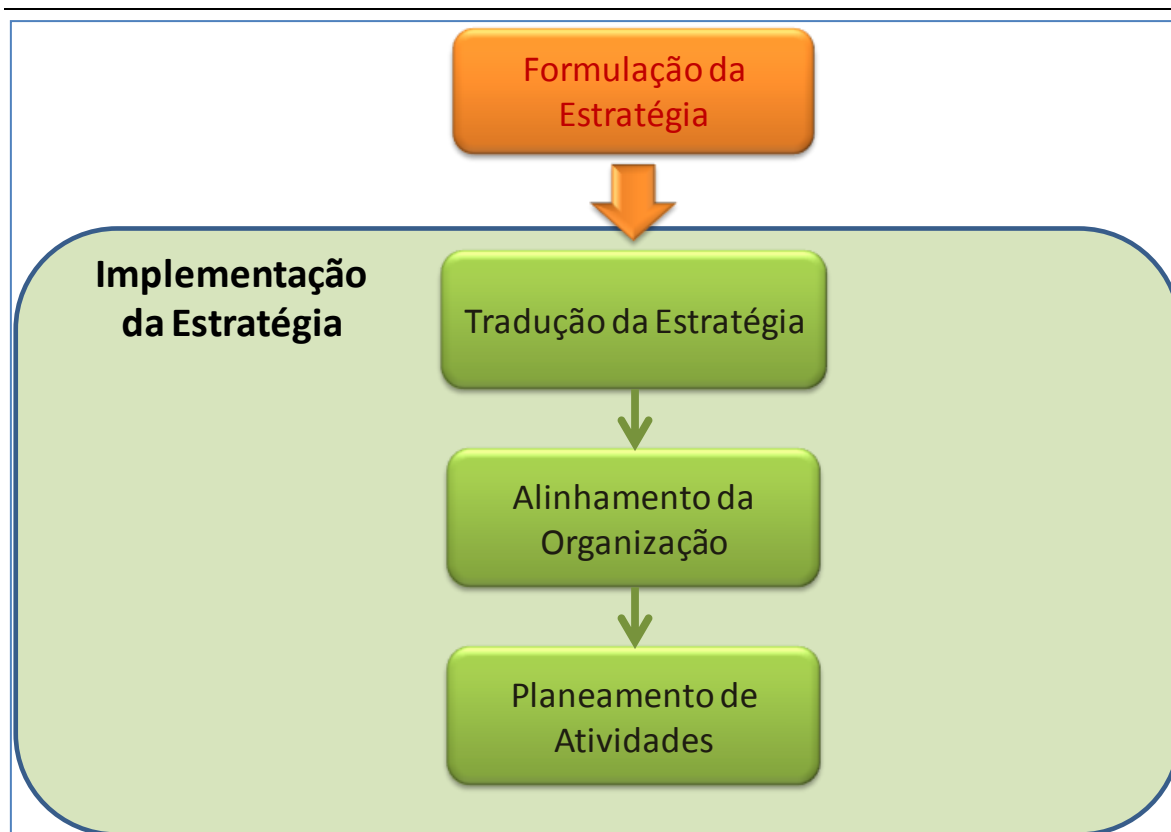 Formulação da
Estratégia
Implementação
da Estratégia
Tradução da Estratégia
Alinhamento da
Organização
Planeamento de
Atividades